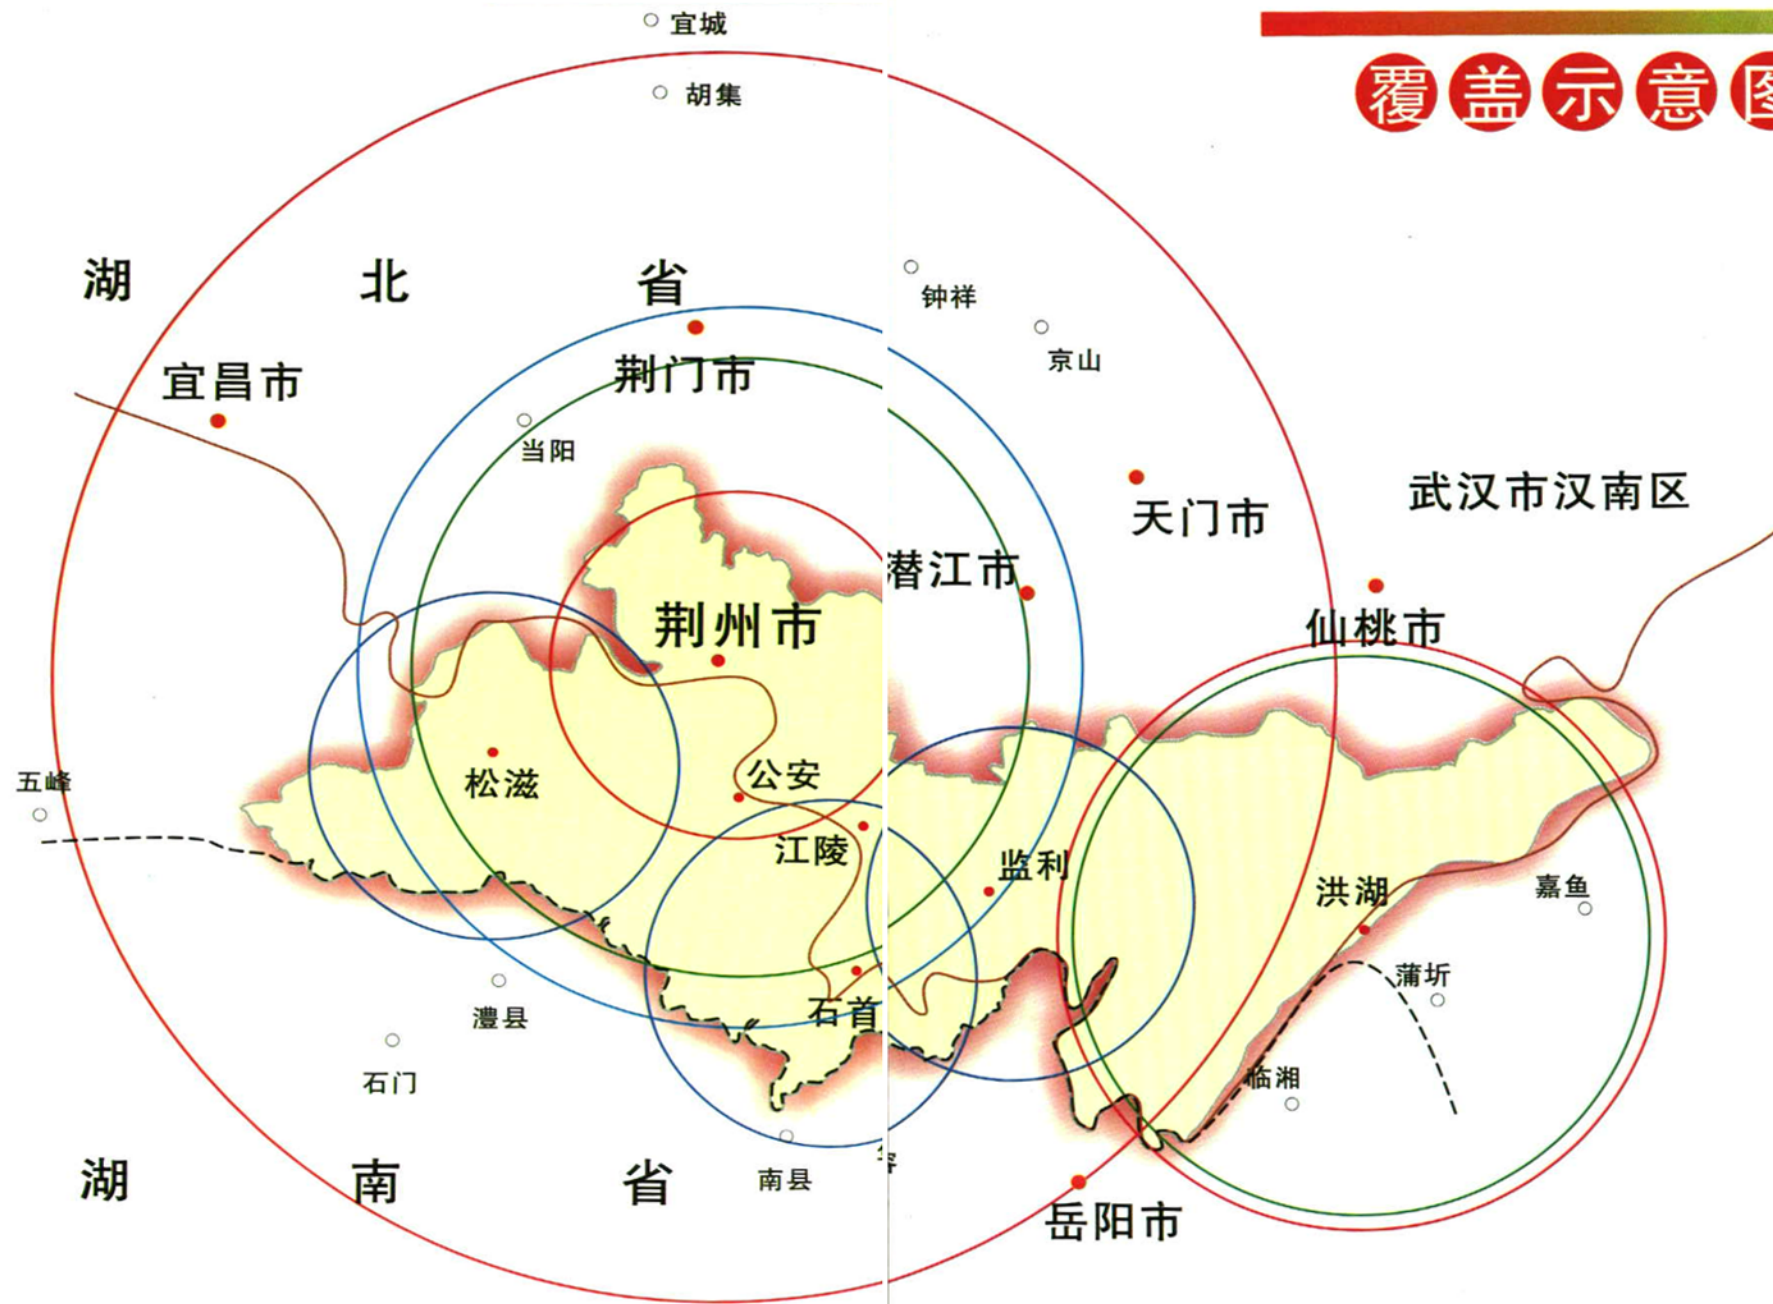 宜城
胡集
覆盖示意图
湖北省
钟祥
京山
宜昌市
荆门市
当阳
武汉市汉南区
天门市
潜江市
荆州市
仙桃市
松滋
公安
五峰
江陵
监利
洪湖
嘉鱼
蒲圻
石首
澧县
石门
临湘
湖南省
南县
岳阳市